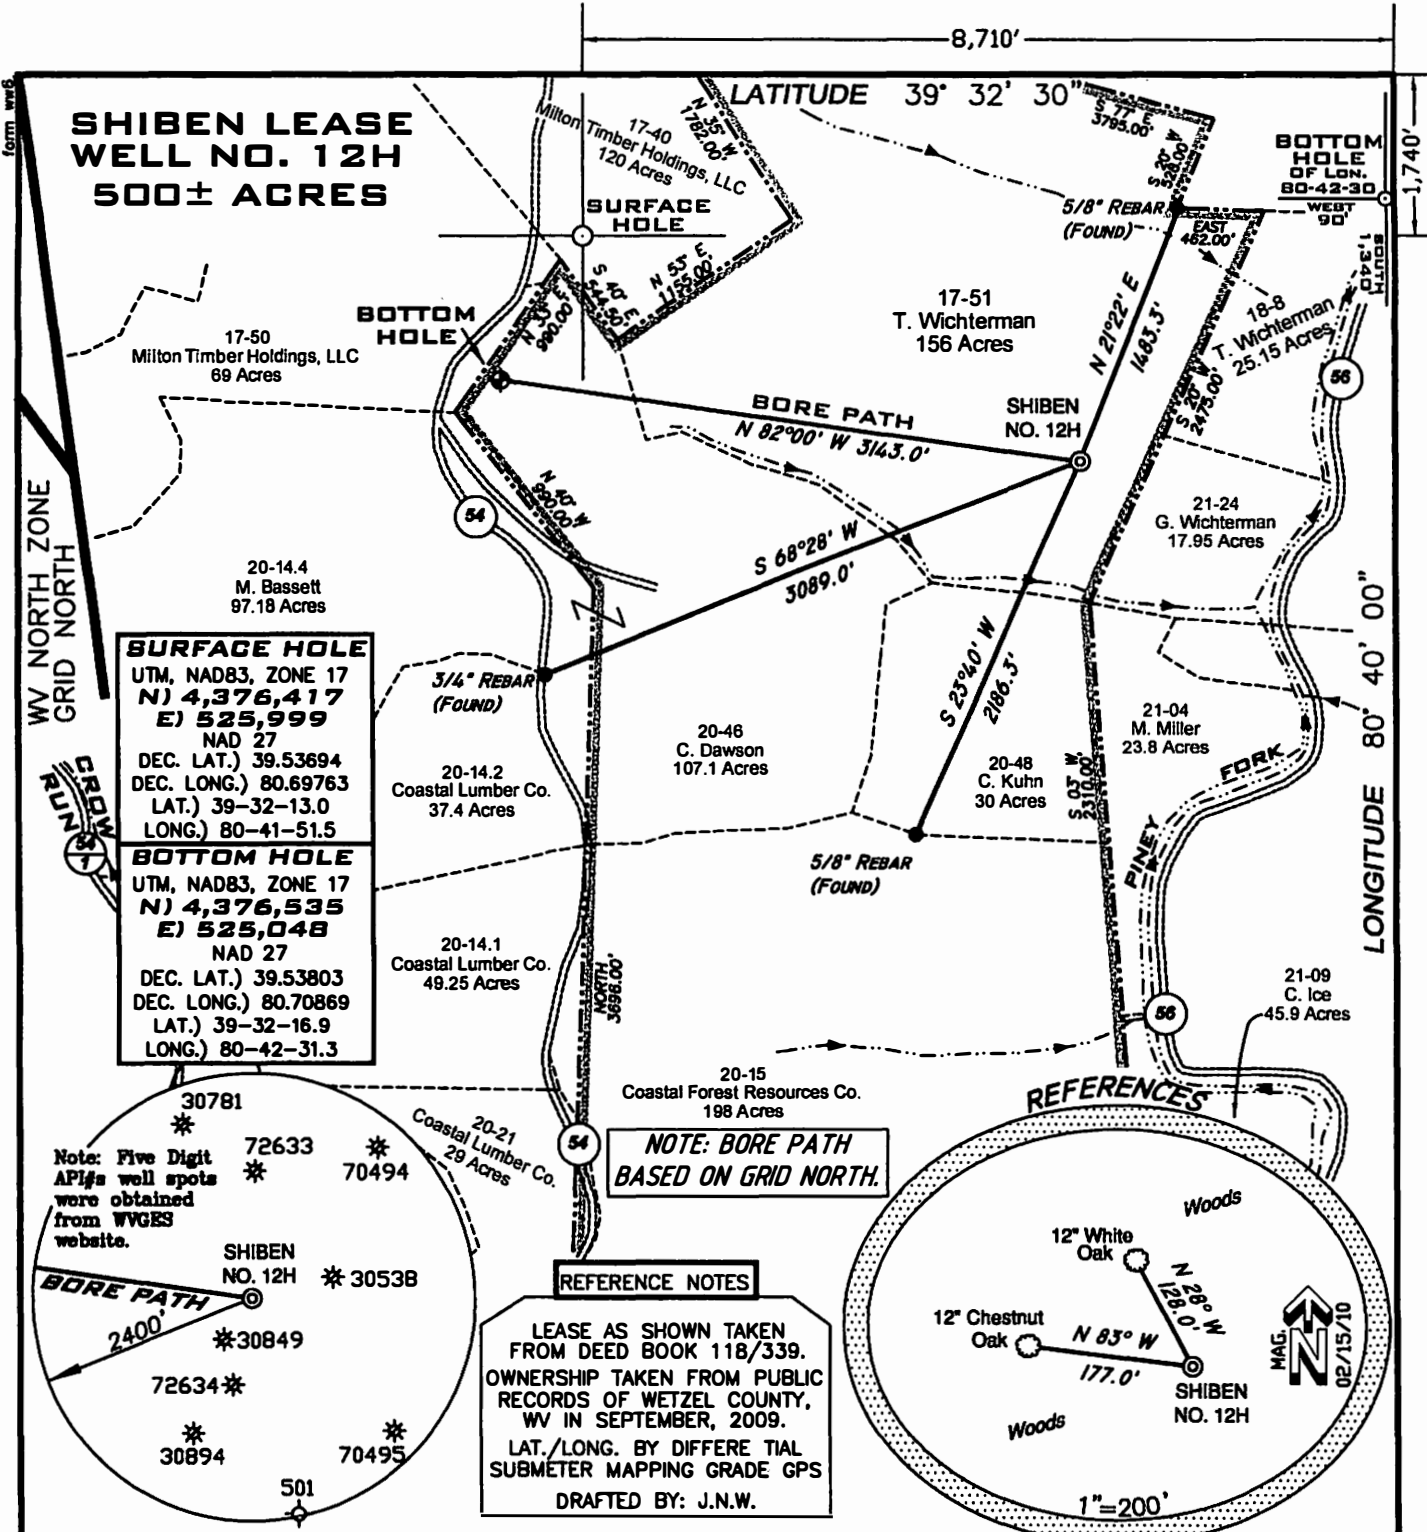 8,710'
form ww6
SHIBEN LEASE
WELL NO. 12H
500± ACRES
LATITUDE 39° 32' 30"
1,740'
17-40
Milton Timber Holdings, LLC
120 Acres
N 35° W
1782.00'
S 77° E
3795.00'
S 20° W
528.00'
BOTTOM
HOLE
OF LON.
80-42-30
WEST
90'
SOUTH
1,340'
SURFACE
HOLE
5/8" REBAR
(FOUND)
EAST
462.00'
S 40° E
544.50'
N 53° E
1155.00'
N 33° E
990.00'
BOTTOM
HOLE
17-50
Milton Timber Holdings, LLC
69 Acres
17-51
T. Wichterman
156 Acres
N 21°22' E
1483.3'
18-8
T. Wichterman
25.15 Acres
S 20° W
2475.00'
56
BORE PATH
N 82°00' W 3143.0'
SHIBEN
NO. 12H
N 40° W
990.00'
54
WV NORTH ZONE
GRID NORTH
21-24
G. Wichterman
17.95 Acres
S 68°28' W
3089.0'
20-14.4
M. Bassett
97.18 Acres
SURFACE HOLE
UTM, NAD83, ZONE 17
N) 4,376,417
E) 525,999
NAD 27
DEC. LAT.) 39.53694
DEC. LONG.) 80.69763
LAT.) 39-32-13.0
LONG.) 80-41-51.5
BOTTOM HOLE
UTM, NAD83, ZONE 17
N) 4,376,535
E) 525,048
NAD 27
DEC. LAT.) 39.53803
DEC. LONG.) 80.70869
LAT.) 39-32-16.9
LONG.) 80-42-31.3
3/4" REBAR
(FOUND)
S 23°40' W
2186.3'
LONGITUDE 80° 40' 00"
20-46
C. Dawson
107.1 Acres
21-04
M. Miller
23.8 Acres
20-48
C. Kuhn
30 Acres
S 03° W
2310.00'
PINEY FORK
20-14.2
Coastal Lumber Co.
37.4 Acres
CROW
RUN
54
1
5/8" REBAR
(FOUND)
20-14.1
Coastal Lumber Co.
49.25 Acres
NORTH
3696.00'
21-09
C. Ice
45.9 Acres
56
20-15
Coastal Forest Resources Co.
198 Acres
20-21
Coastal Lumber Co.
29 Acres
54
NOTE: BORE PATH
BASED ON GRID NORTH.
30781
72633
70494
Note: Five Digit
API#s well spots
were obtained
from WVGES
website.
SHIBEN
NO. 12H
30538
BORE PATH
2400'
30849
72634
30894
70495
501
REFERENCE NOTES
LEASE AS SHOWN TAKEN
FROM DEED BOOK 118/339.
OWNERSHIP TAKEN FROM PUBLIC
RECORDS OF WETZEL COUNTY,
WV IN SEPTEMBER, 2009.
LAT./LONG. BY DIFFERE TIAL
SUBMETER MAPPING GRADE GPS
DRAFTED BY: J.N.W.
REFERENCES
Woods
12" White
Oak
N 28° W
128.0'
12" Chestnut
Oak
N 83° W
177.0'
SHIBEN
NO. 12H
Woods
MAG.
N
02/15/10
1"=200'